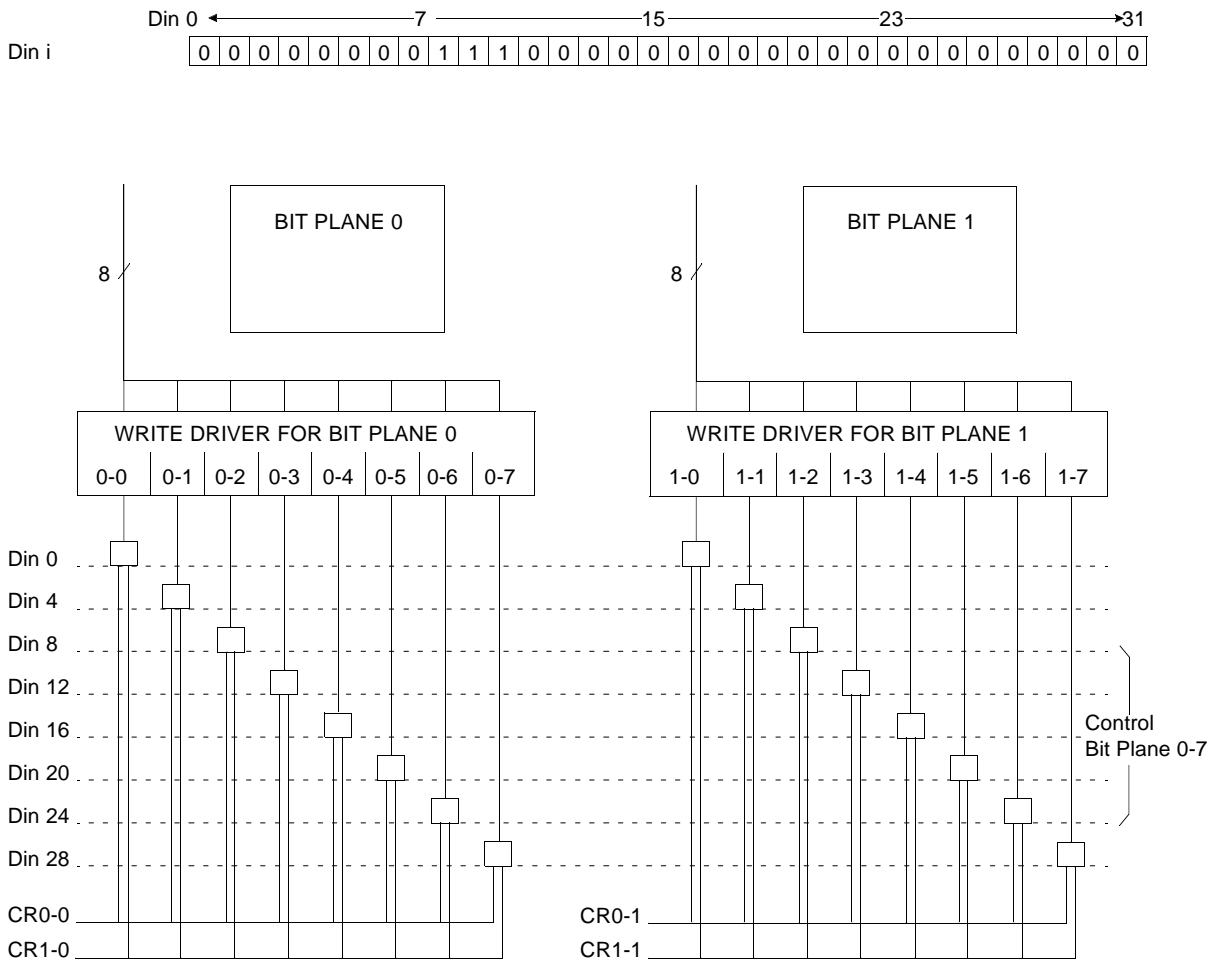 Din 0 7 15 23 31
Din i 0 0 0 0 0 0 0 0 1 1 1 0 0 0 0 0 0 0 0 0 0 0 0 0 0 0 0 0 0 0 0 0
BIT PLANE 0 BIT PLANE 1
8 8
WRITE DRIVER FOR BIT PLANE 0 WRITE DRIVER FOR BIT PLANE 1
0-0 0-1 0-2 0-3 0-4 0-5 0-6 0-7 1-0 1-1 1-2 1-3 1-4 1-5 1-6 1-7
Din 0
Din 4
Din 8
Din 12
Din 16
Control
Bit Plane 0-7
Din 20
Din 24
Din 28
CR0-0 CR0-1
CR1-0 CR1-1